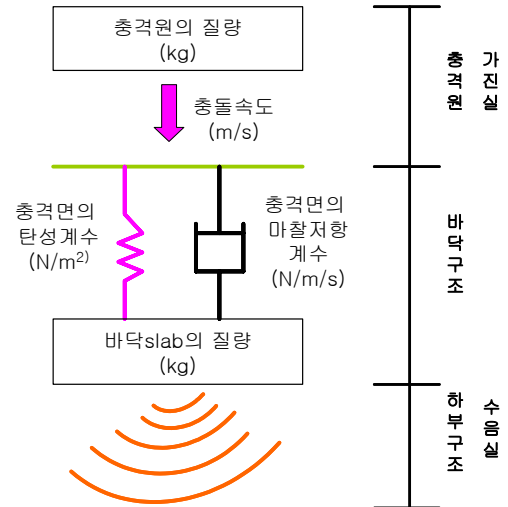 충격원의 질량
(kg)
충돌속도
(m/s)
충격면의
탄성계수
(N/m²⁾
충격면의
마찰저항
계수
(N/m/s)
바닥slab의 질량
(kg)
충격원
가진실
바닥구조
하부구조
수음실